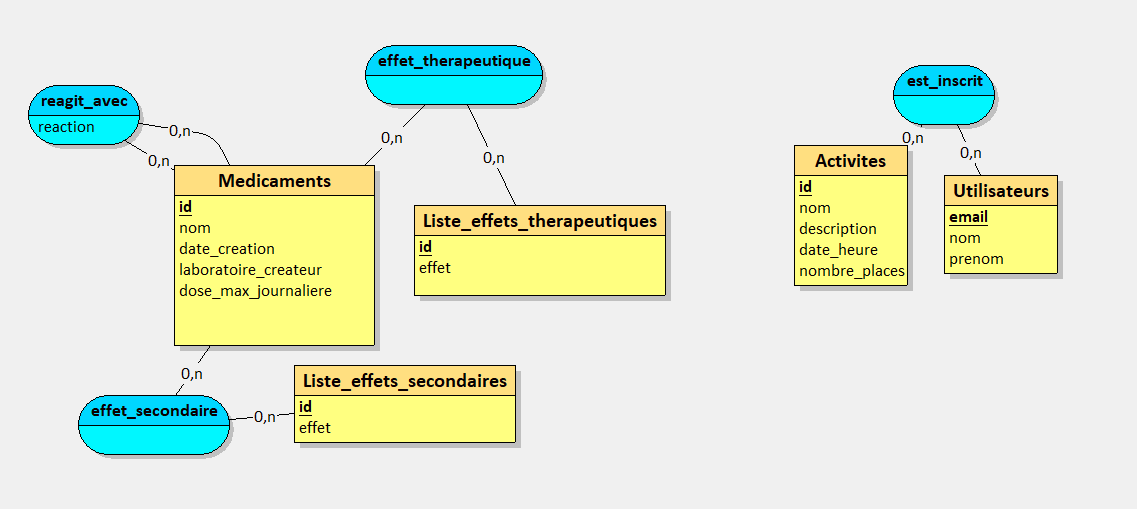 effet_therapeutique
est_inscrit
reagit_avec
reaction
0,n
0,n
0,n
0,n
0,n
0,n
Medicaments
id
nom
date_creation
laboratoire_createur
dose_max_journaliere
Liste_effets_therapeutiques
id
effet
Activites
id
nom
description
date_heure
nombre_places
Utilisateurs
email
nom
prenom
0,n
Liste_effets_secondaires
id
effet
effet_secondaire
0,n